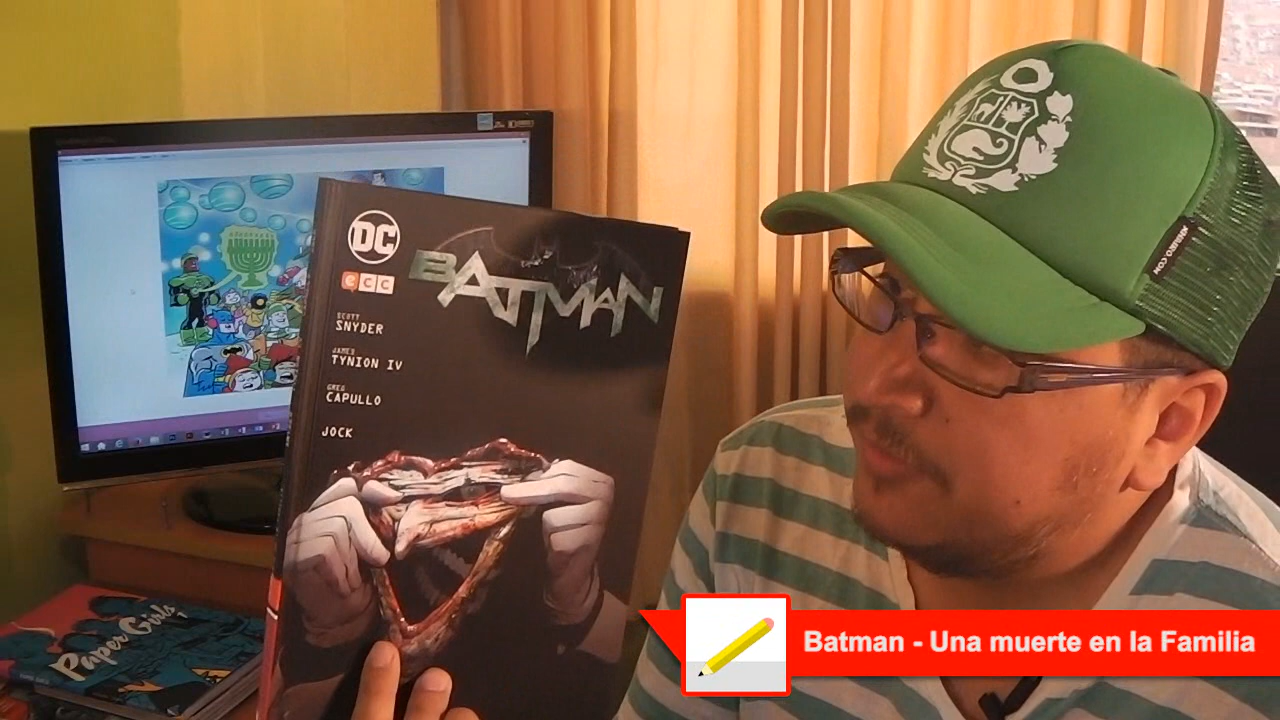 DC
ecc
BATMAN
SCOTT
SNYDER
JAMES
TYNION IV
GREG
CAPULLO
JOCK
Paper Girls 1
Batman - Una muerte en la Familia